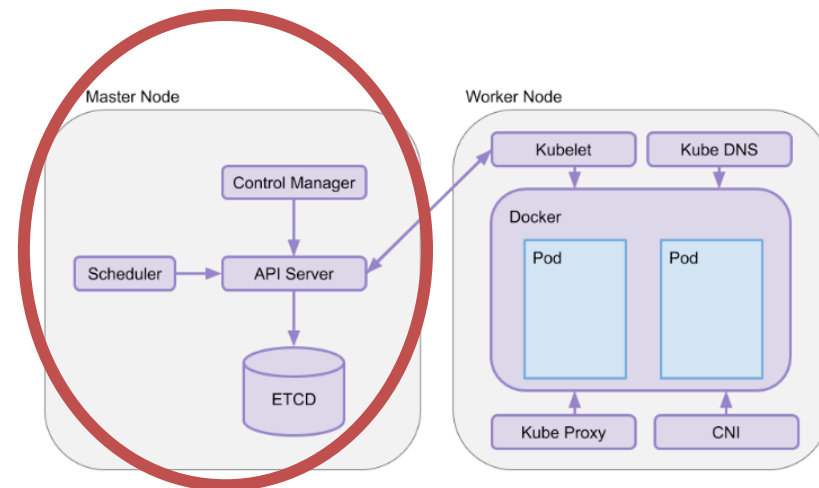 Master Node
Control Manager
Scheduler
API Server
ETCD
Worker Node
Kubelet
Kube DNS
Docker
Pod
Pod
Kube Proxy
CNI